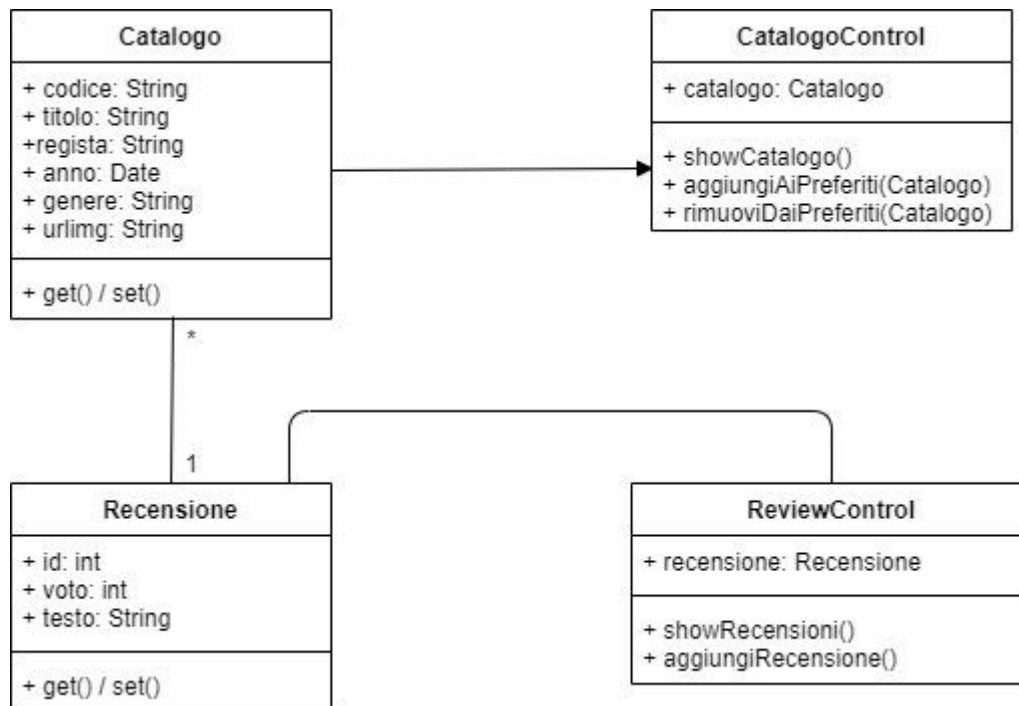 Catalogo
+ codice: String
+ titolo: String
+regista: String
+ anno: Date
+ genere: String
+ urlimg: String
+ get() / set()
CatalogoControl
+ catalogo: Catalogo
+ showCatalogo()
+ aggiungiAiPreferiti(Catalogo)
+ rimuoviDaiPreferiti(Catalogo)
*
1
Recensione
+ id: int
+ voto: int
+ testo: String
+ get() / set()
ReviewControl
+ recensione: Recensione
+ showRecensioni()
+ aggiungiRecensione()